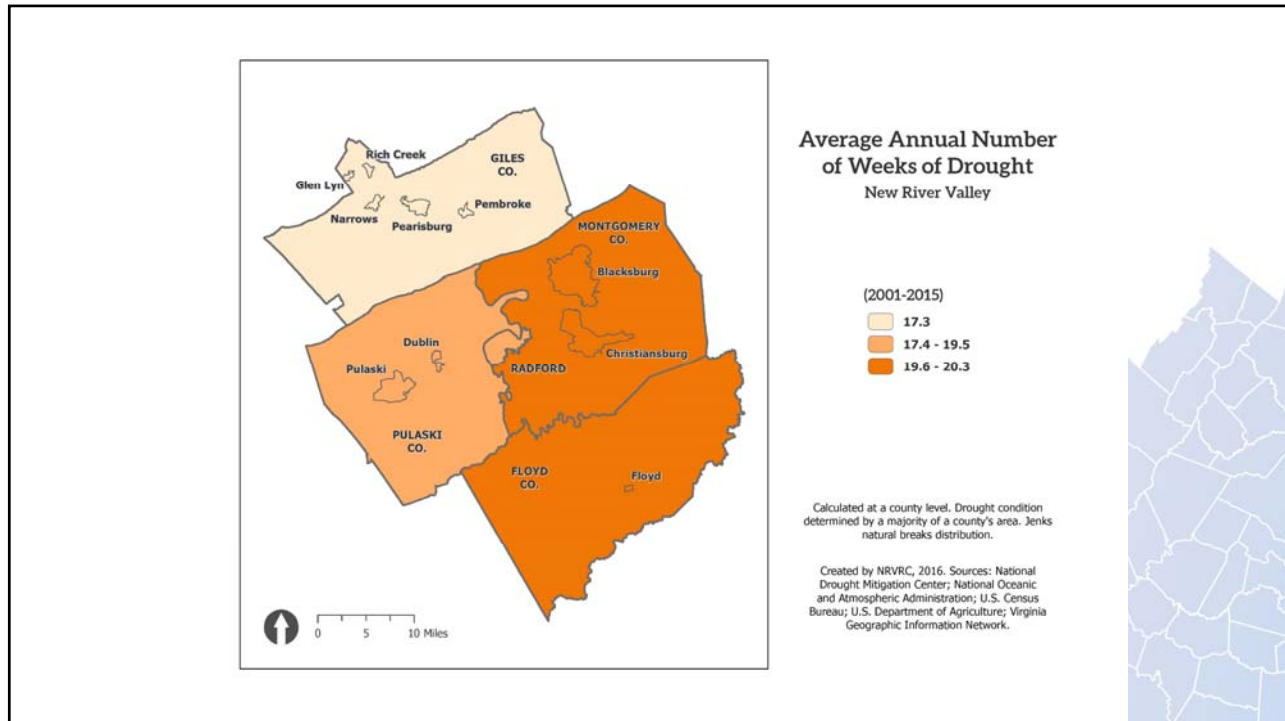 Average Annual Number
of Weeks of Drought
New River Valley
Rich Creek
GILES
CO.
Glen Lyn
Narrows
Pearisburg
Pembroke
MONTGOMERY
CO.
Blacksburg
Dublin
Pulaski
Christiansburg
RADFORD
PULASKI
CO.
FLOYD
CO.
Floyd
0 5 10 Miles
(2001-2015)
17.3
17.4 - 19.5
19.6 - 20.3
Calculated at a county level. Drought condition
determined by a majority of a county's area. Jenks
natural breaks distribution.
Created by NRVRC, 2016. Sources: National
Drought Mitigation Center; National Oceanic
and Atmospheric Administration; U.S. Census
Bureau; U.S. Department of Agriculture; Virginia
Geographic Information Network.